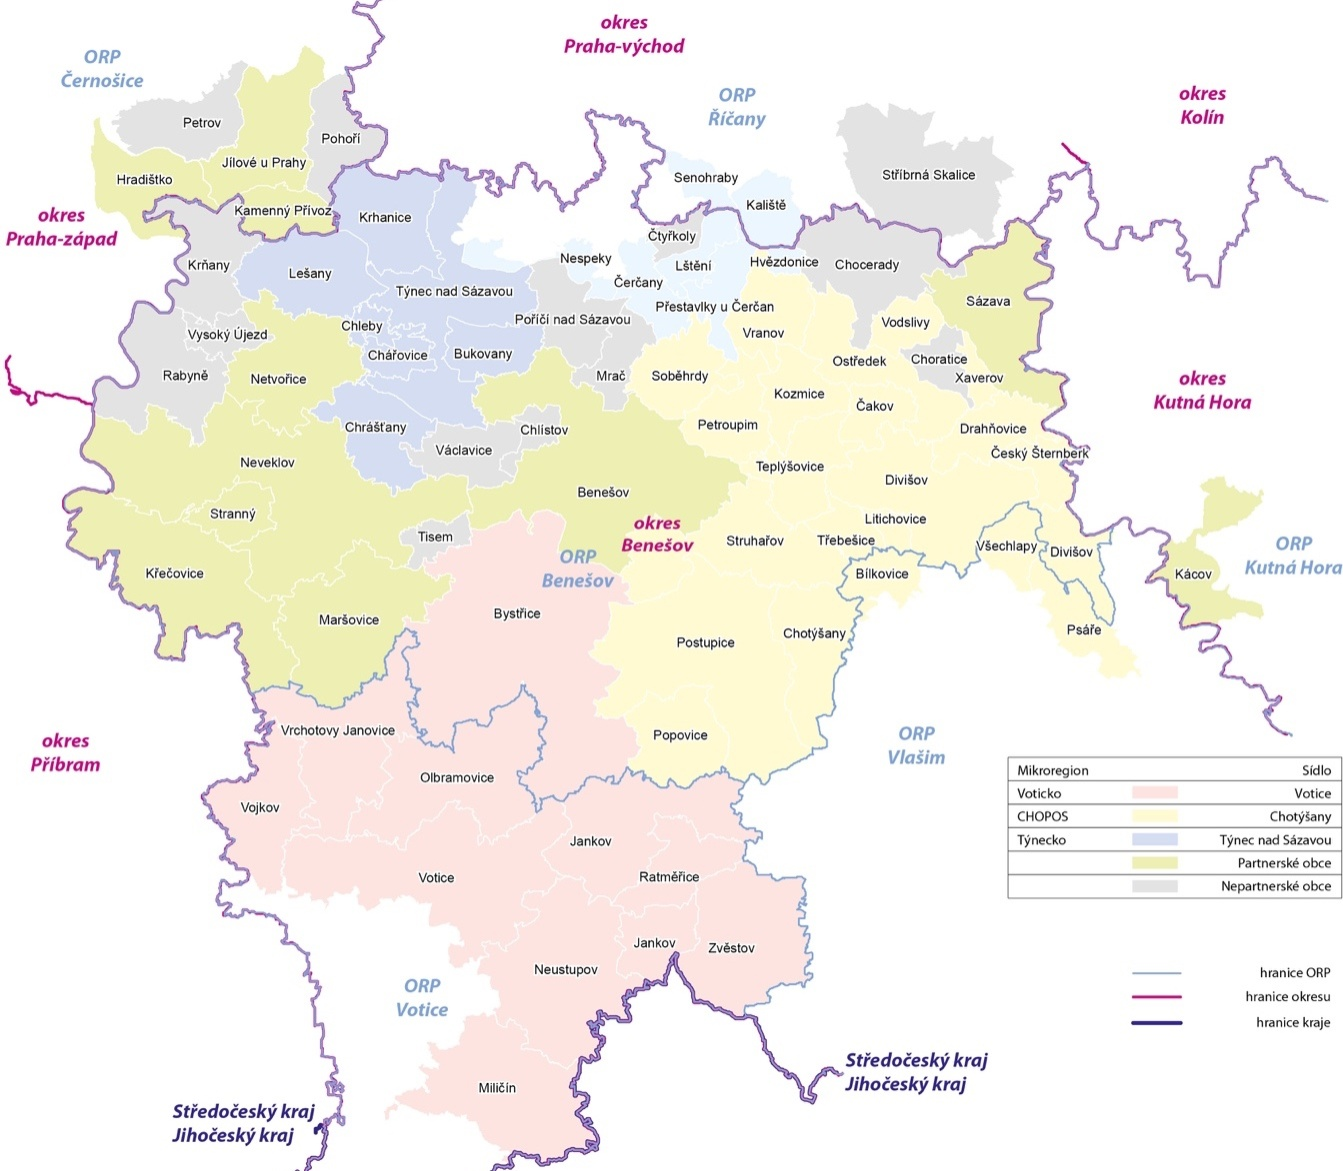 okres
Praha-východ
ORP
Černošice
ORP
Říčany
okres
Kolín
Petrov
Pohoří
Jílové u Prahy
Hradištko
Senohraby
Stříbrná Skalice
Kaliště
Kamenný Přívoz
Krhanice
okres
Praha-západ
Čtyřkoly
Krňany
Lešany
Nespeky
Lštění
Hvězdonice
Chocerady
Čerčany
Týnec nad Sázavou
Přestavlky u Čerčan
Sázava
Vysoký Újezd
Chleby
Poříčí nad Sázavou
Vranov
Vodslivy
Chářovice
Bukovany
Ostředek
Choratice
Rabyně
Netvořice
Mrač
Soběhrdy
Xaverov
okres
Kutná Hora
Kozmice
Čakov
Chrášťany
Chlístov
Petroupim
Drahňovice
Václavice
Český Šternberk
Neveklov
Teplýšovice
Divišov
Benešov
Stranný
Litichovice
okres
Benešov
Tisem
Struhařov
Třebešice
Všechlapy
Divišov
ORP
Benešov
ORP
Kutná Hora
Křečovice
Bílkovice
Kácov
Maršovice
Bystřice
Postupice
Chotýšany
Psáře
Vrchotovy Janovice
Popovice
okres
Příbram
ORP
Vlašim
Olbramovice
Vojkov
Mikroregion Sídlo
Voticko Votice
CHOPOS Chotýšany
Týnecko Týnec nad Sázavou
Partnerské obce
Nepartnerské obce
Jankov
Votice
Ratměřice
Jankov
Zvěstov
Neustupov
ORP
Votice
hranice ORP
hranice okresu
hranice kraje
Miličín
Středočeský kraj
Jihočeský kraj
Středočeský kraj
Jihočeský kraj